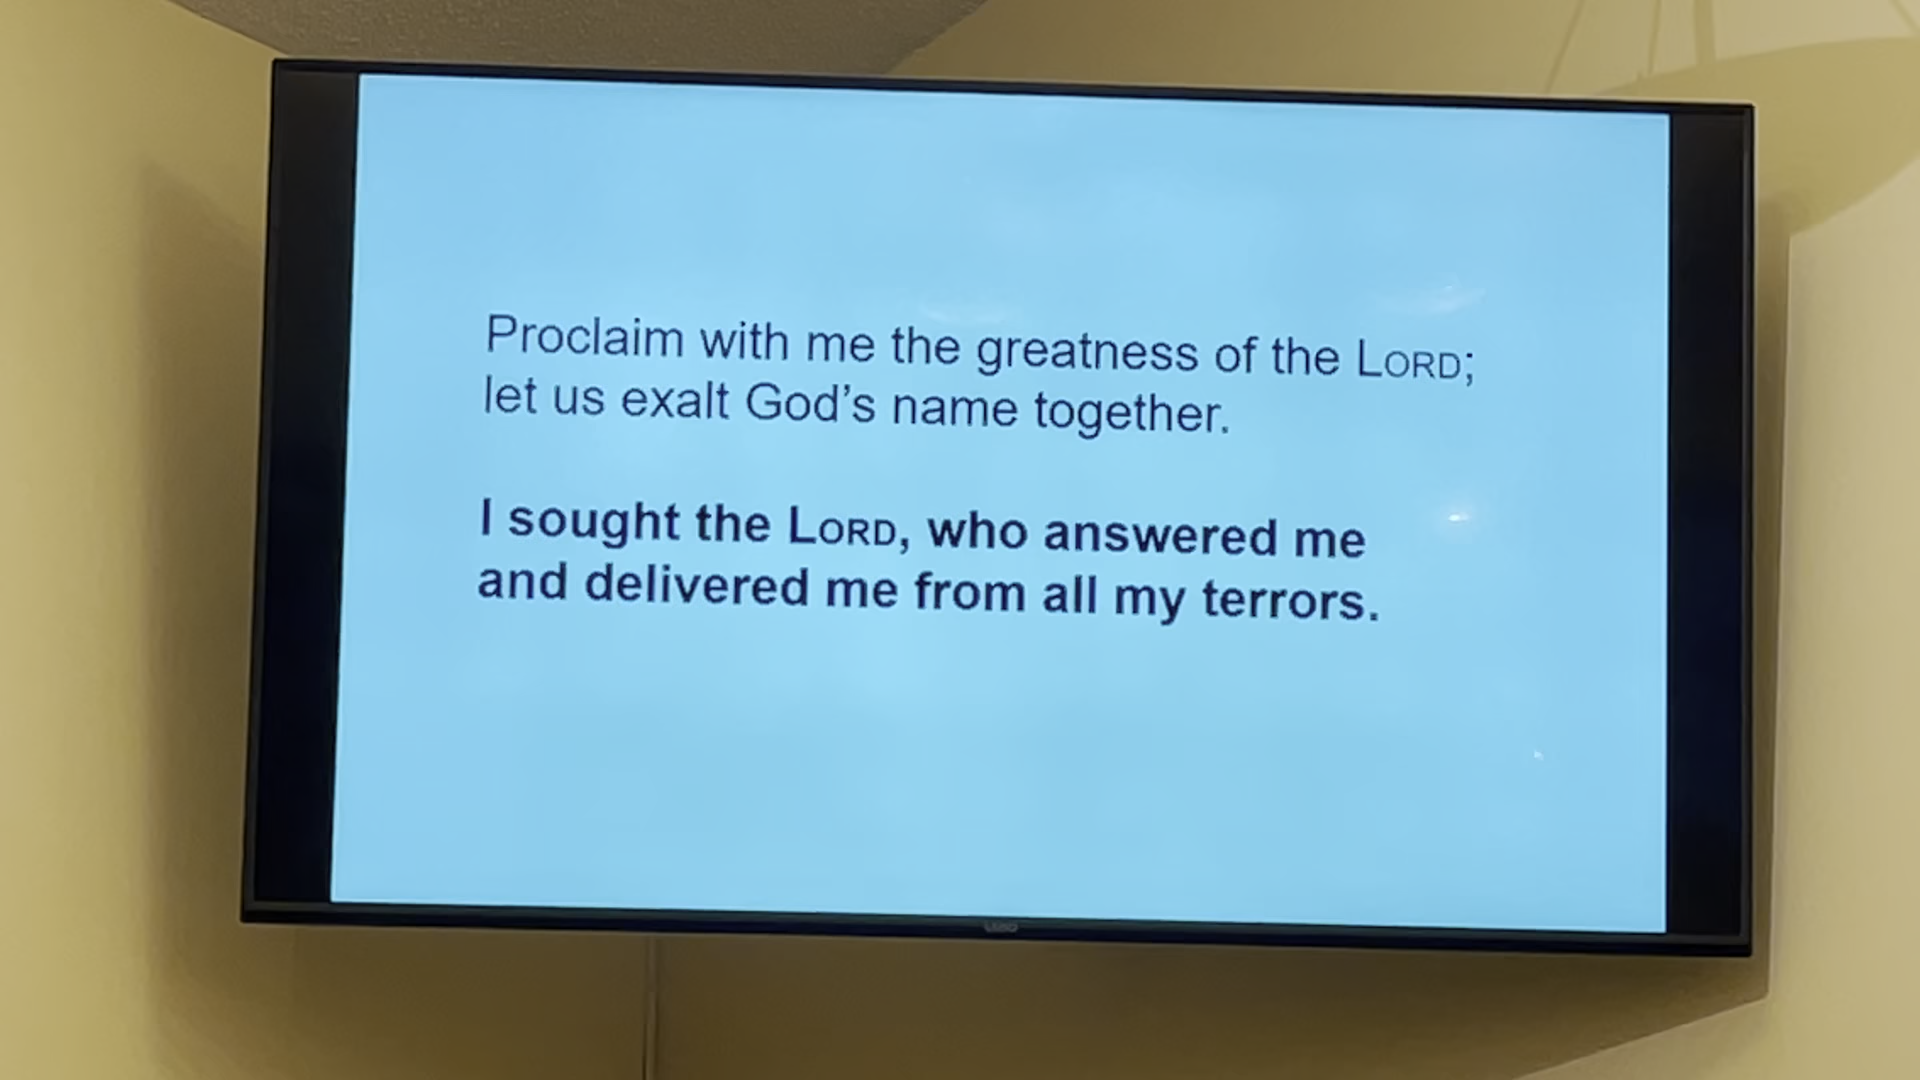 Proclaim with me the greatness of the LORD;
let us exalt God's name together.
I sought the LORD, who answered me
and delivered me from all my terrors.